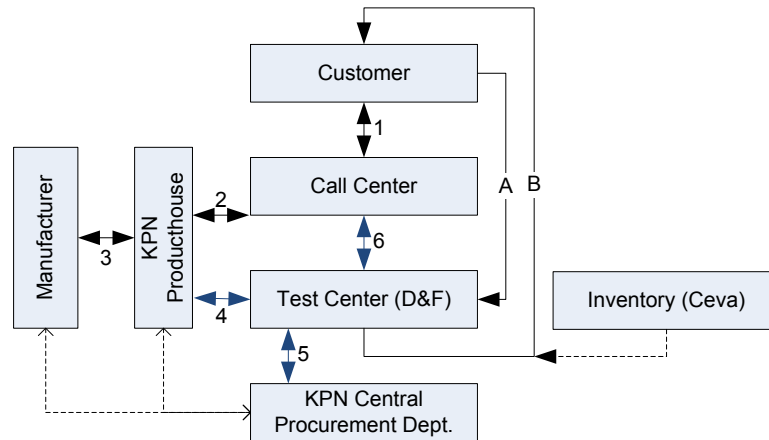 Customer
1
Call Center
A
B
2
Manufacturer
3
KPN
Producthouse
6
4
Test Center (D&F)
Inventory (Ceva)
5
KPN Central
Procurement Dept.